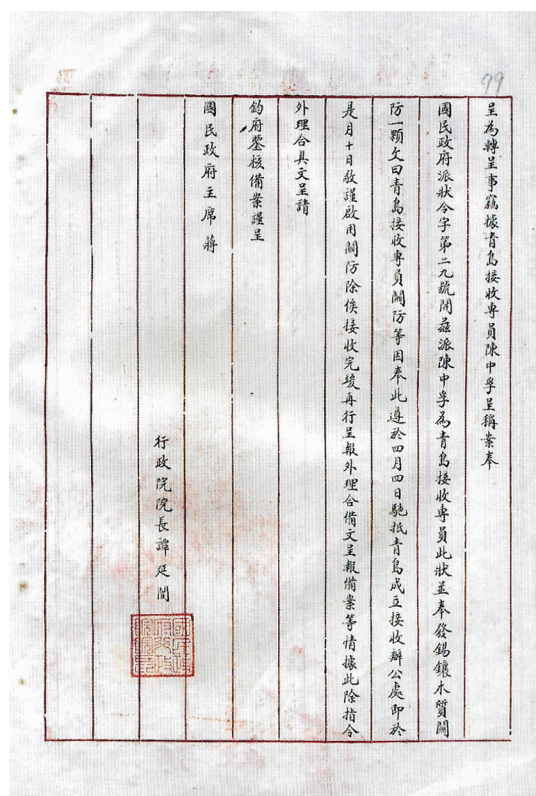 99
呈為轉呈事竊據青島接收專員陳中孚呈稱案奉
國民政府派狀令字第二九號開茲派陳中孚為青島接收專員此狀並奉發錫鑲木質關
防一顆文曰青島接收專員關防等因奉此遵於四月四日馳抵青島成立接收辦公處即於
是月十日敬謹啟用關防除俟接收完竣再行呈報外理合備文呈報備案等情據此除指令
外理合具文呈請
鈞府鑒核備案謹呈
國民政府主席蔣
行政院院長譚延闓